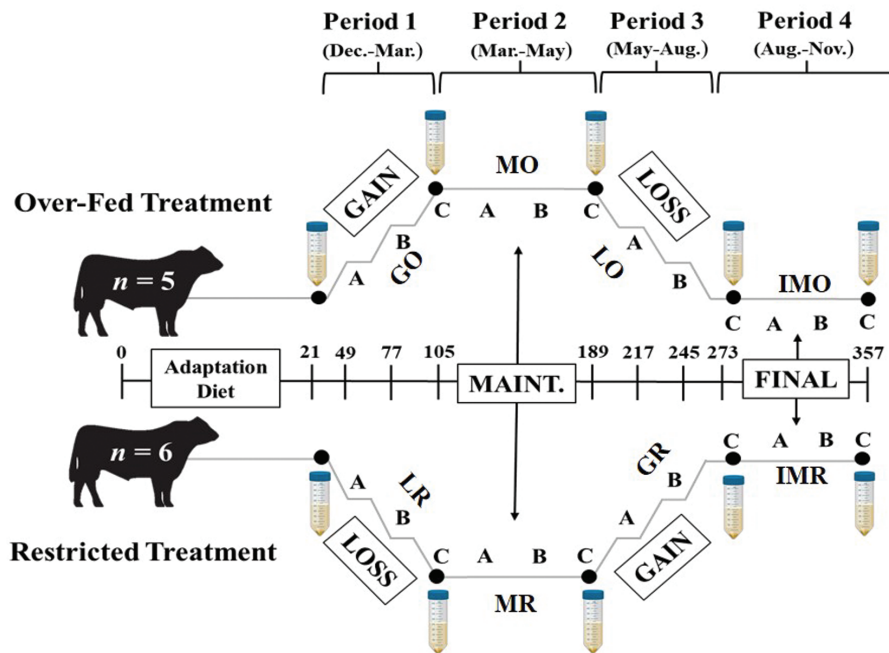 Period 1 Period 2 Period 3 Period 4
(Dec.-Mar.) (Mar.-May) (May-Aug.) (Aug.-Nov.)
Over-Fed Treatment
n = 5
GAIN
A
B
GO
C
MO
A B
C
LOSS
A
B
LO
IMO
C A B C
0 21 49 77 105 189 217 245 273 357
Adaptation
Diet
MAINT.
FINAL
n = 6
Restricted Treatment
A
B
LR
LOSS
C A B C
MR
A
B
GR
GAIN
C A B C
IMR